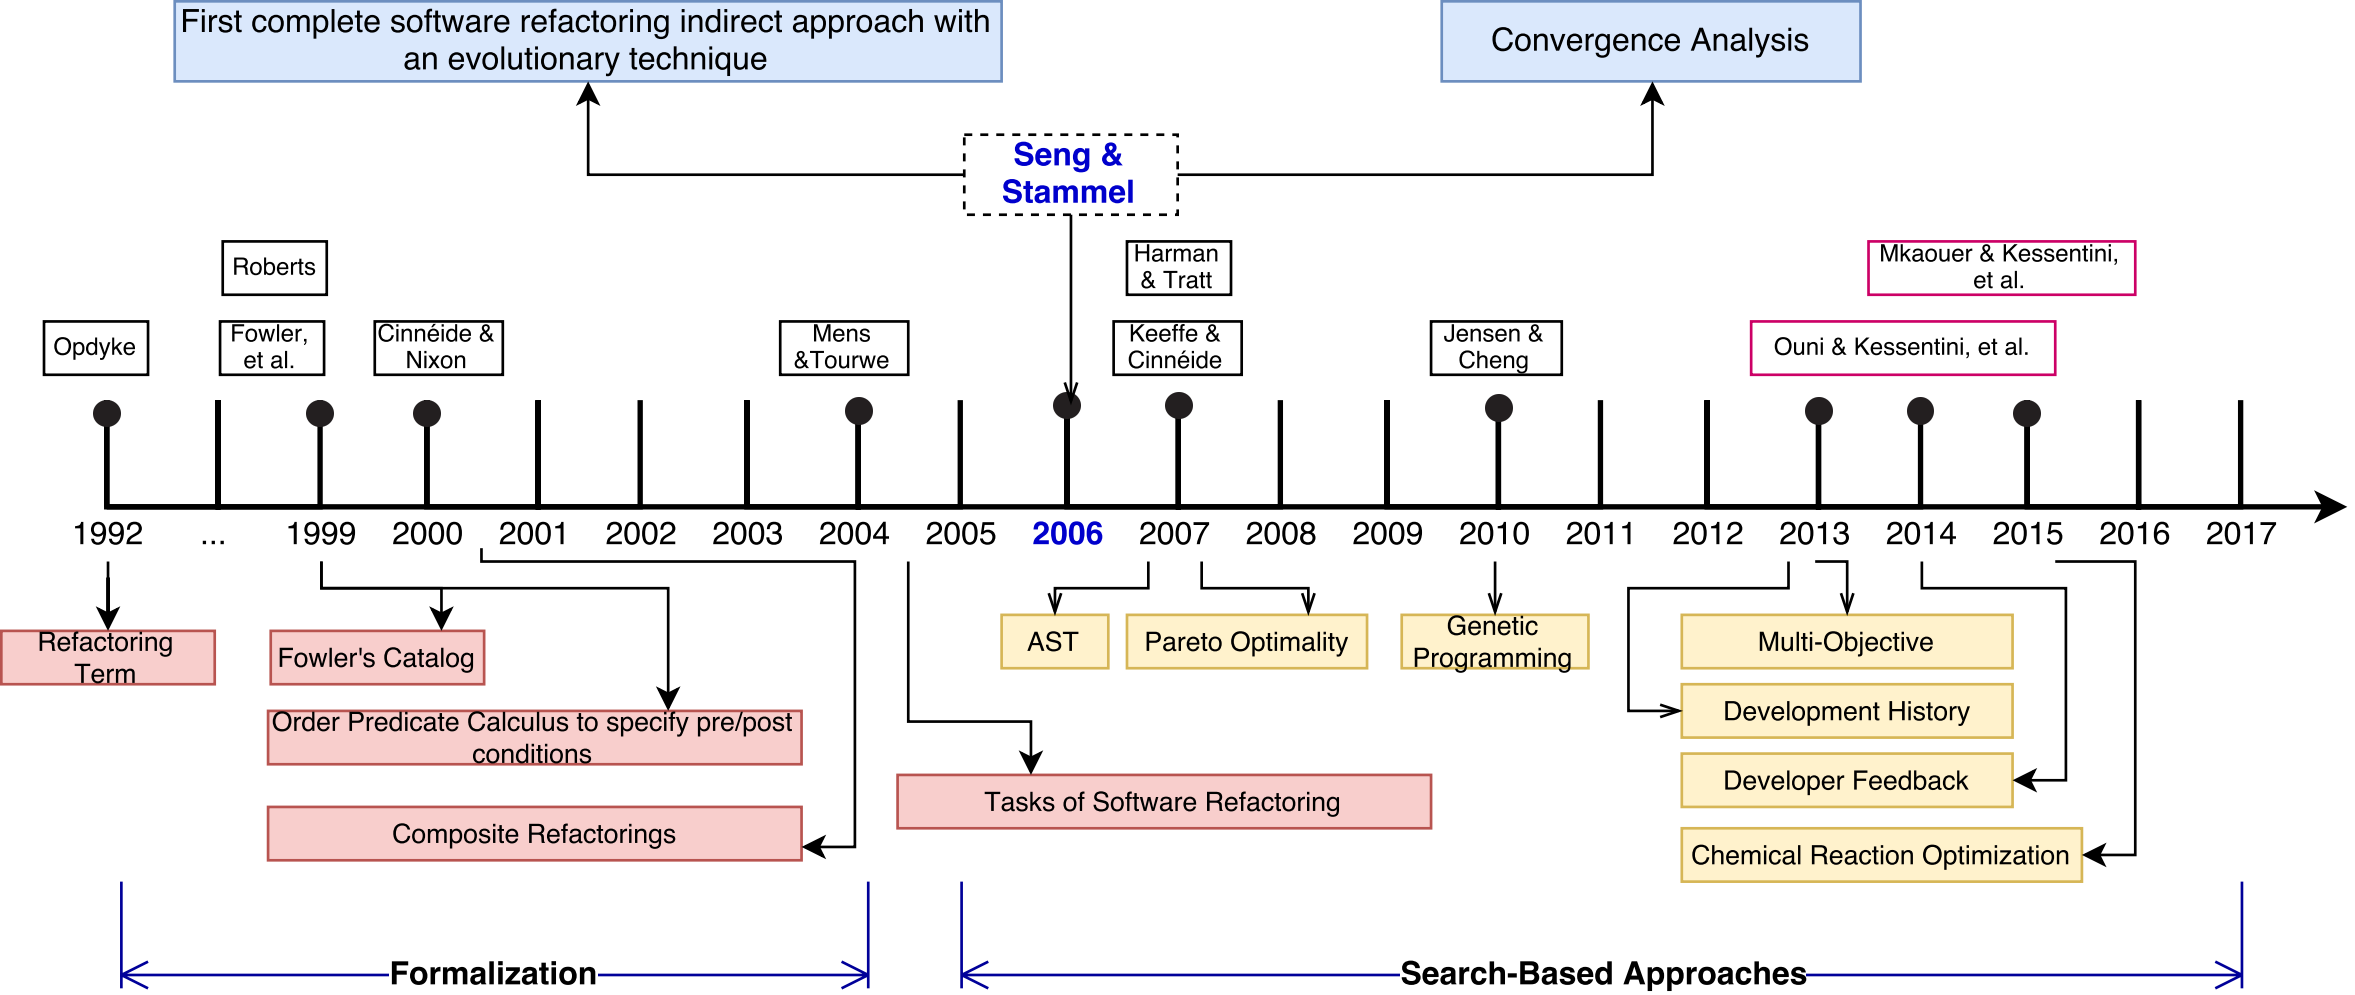 First complete software refactoring indirect approach with
an evolutionary technique
Convergence Analysis
Seng &
Stammel
Roberts
Harman
& Tratt
Mkaouer & Kessentini,
et al.
Opdyke
Fowler,
et al.
Cinnéide &
Nixon
Mens
&Tourwe
Keeffe &
Cinnéide
Jensen &
Cheng
Ouni & Kessentini, et al.
1992
...
1999
2000
2001
2002
2003
2004
2005
2006
2007
2008
2009
2010
2011
2012
2013
2014
2015
2016
2017
Refactoring
Term
Fowler's Catalog
AST
Pareto Optimality
Genetic
Programming
Multi-Objective
Order Predicate Calculus to specify pre/post
conditions
Development History
Tasks of Software Refactoring
Developer Feedback
Composite Refactorings
Chemical Reaction Optimization
Formalization
Search-Based Approaches